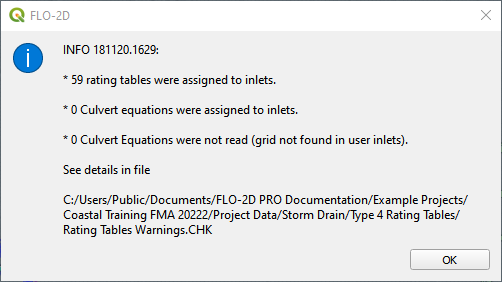 FLO-2D
INFO 181120.1629:
* 59 rating tables were assigned to inlets.
* 0 Culvert equations were assigned to inlets.
* 0 Culvert Equations were not read (grid not found in user inlets).
See details in file
C:/Users/Public/Documents/FLO-2D PRO Documentation/Example Projects/
Coastal Training FMA 20222/Project Data/Storm Drain/Type 4 Rating Tables/
Rating Tables Warnings.CHK
OK